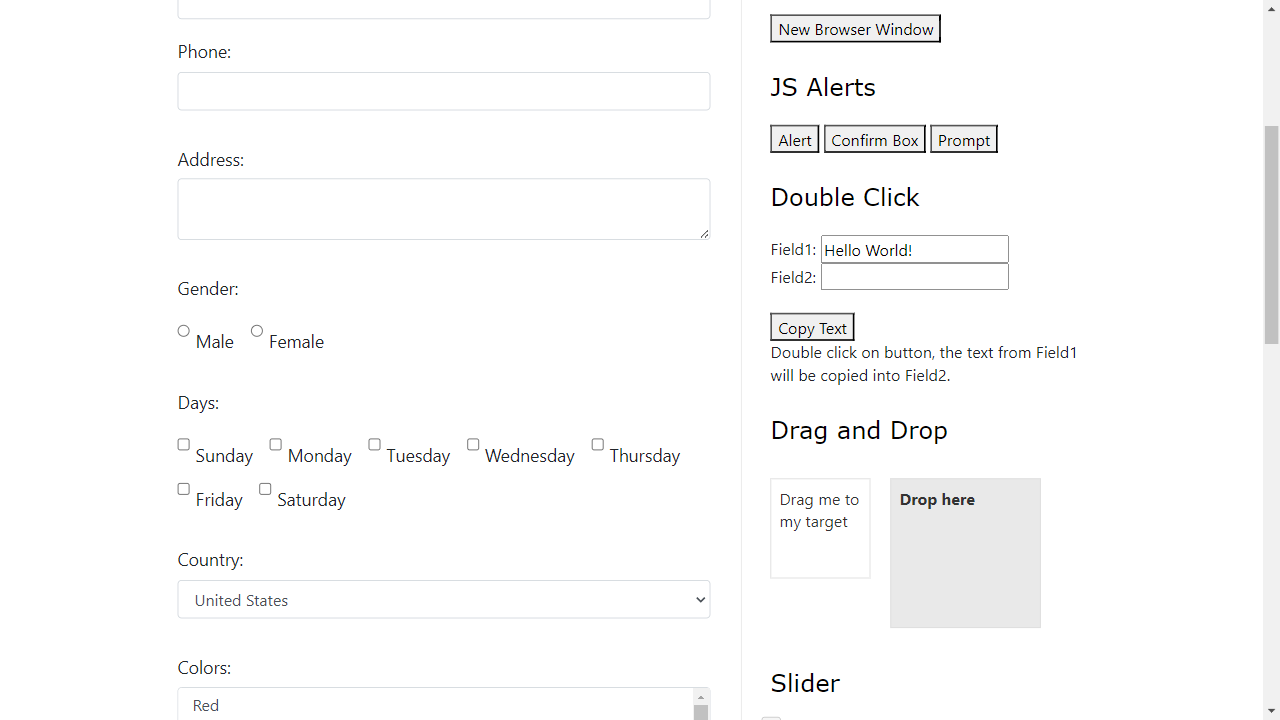 Phone:
Address:
Gender:
Male Female
Days:
Sunday Monday Tuesday Wednesday Thursday
Friday Saturday
Country:
United States
Colors:
Red
New Browser Window
JS Alerts
Alert Confirm Box Prompt
Double Click
Field1: Hello World!
Field2:
Copy Text
Double click on button, the text from Field1
will be copied into Field2.
Drag and Drop
Drag me to
my target
Drop here
Slider